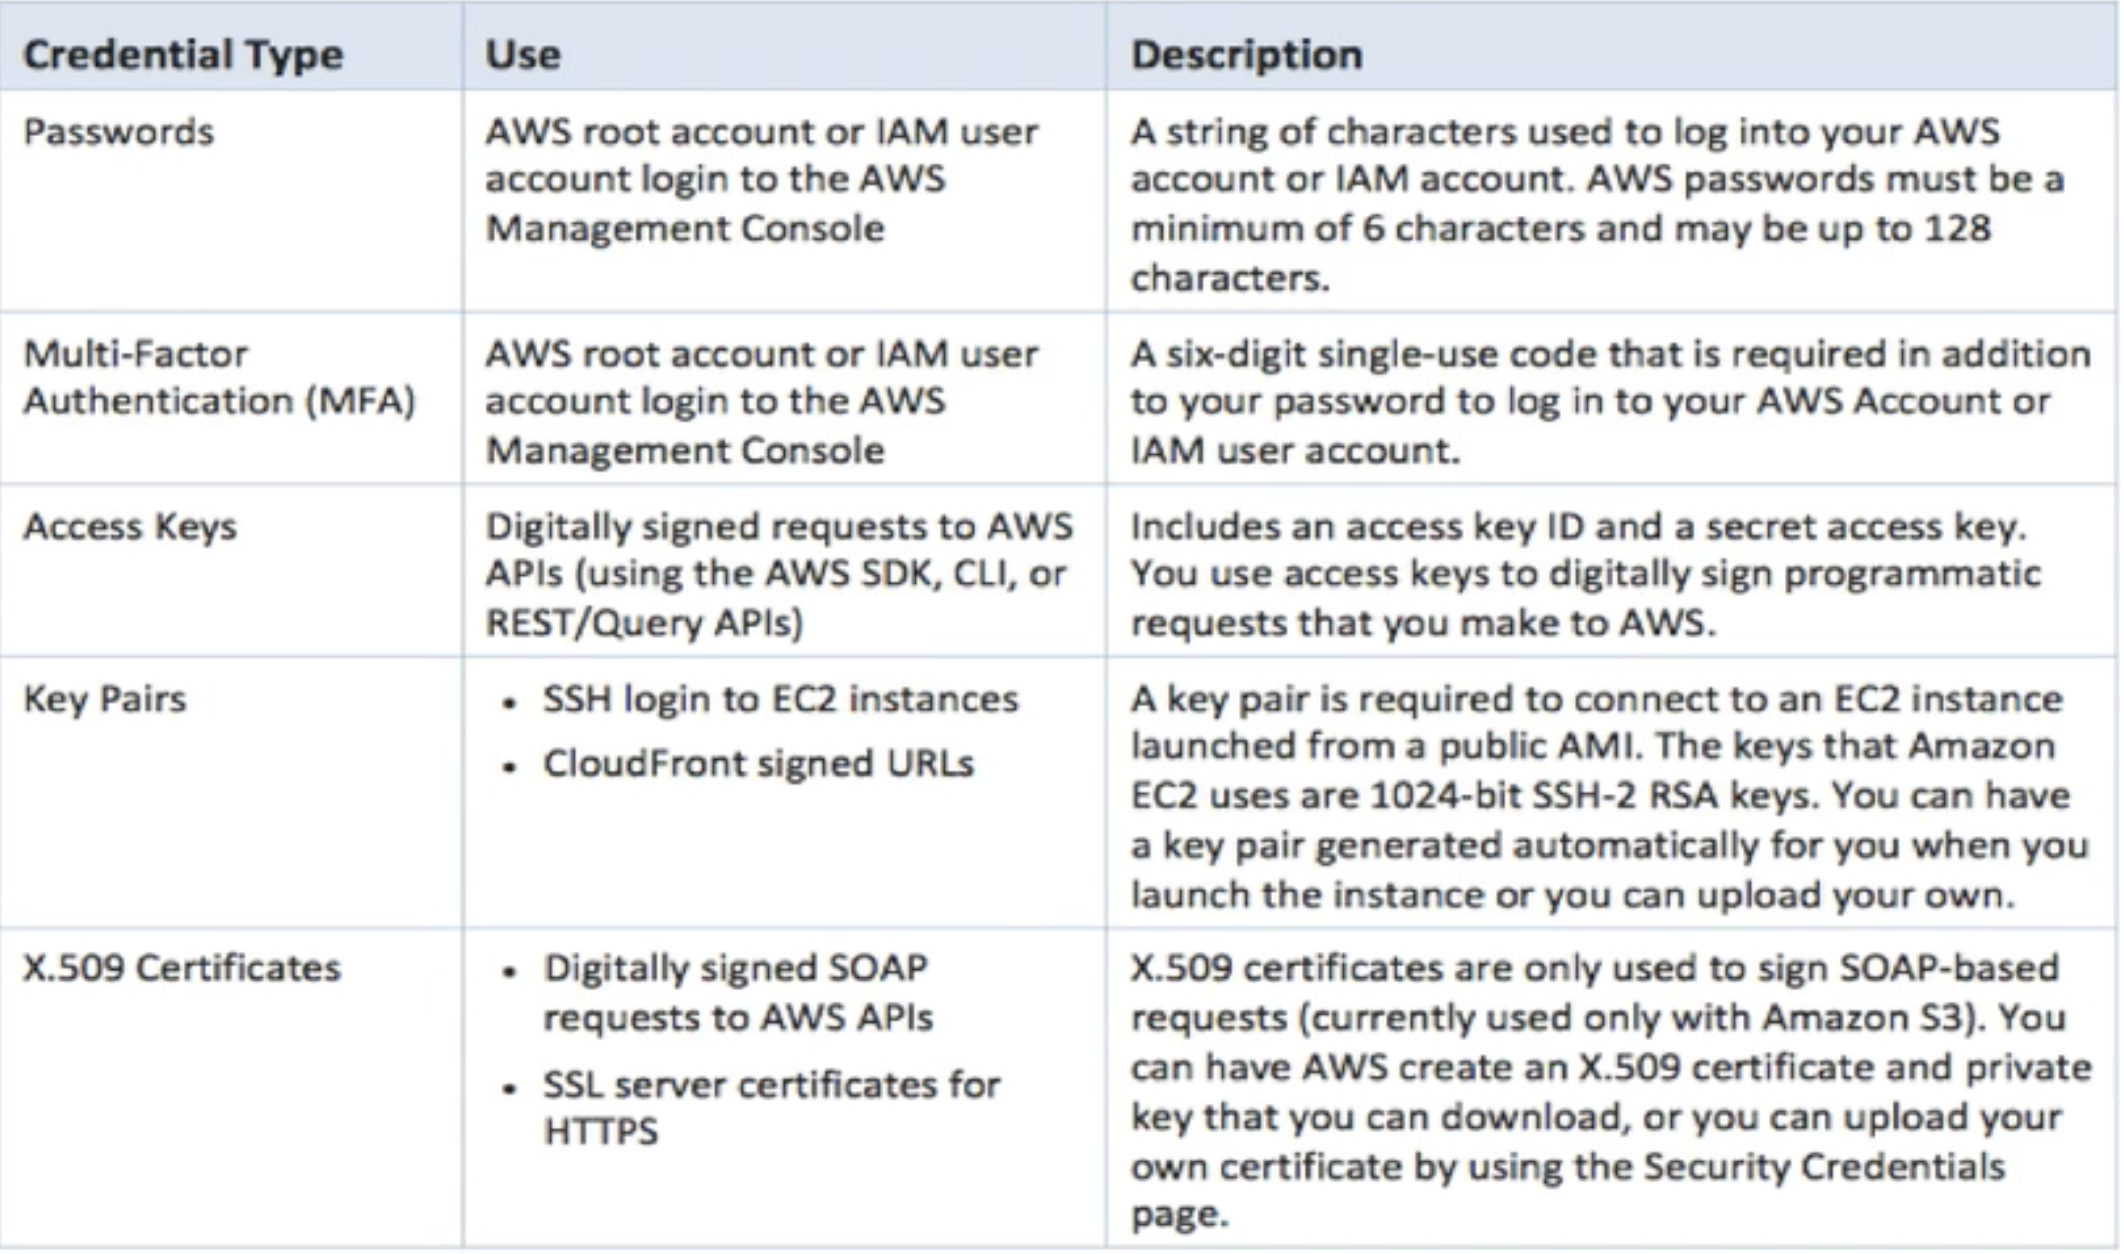 Credential Type
Use
Description
Passwords
AWS root account or IAM user
account login to the AWS
Management Console
A string of characters used to log into your AWS
account or IAM account. AWS passwords must be a
minimum of 6 characters and may be up to 128
characters.
Multi-Factor
Authentication (MFA)
AWS root account or IAM user
account login to the AWS
Management Console
A six-digit single-use code that is required in addition
to your password to log in to your AWS Account or
IAM user account.
Access Keys
Digitally signed requests to AWS
APIs (using the AWS SDK, CLI, or
REST/Query APIs)
Includes an access key ID and a secret access key.
You use access keys to digitally sign programmatic
requests that you make to AWS.
Key Pairs
• SSH login to EC2 instances
• CloudFront signed URLs
A key pair is required to connect to an EC2 instance
launched from a public AMI. The keys that Amazon
EC2 uses are 1024-bit SSH-2 RSA keys. You can have
a key pair generated automatically for you when you
launch the instance or you can upload your own.
X.509 Certificates
• Digitally signed SOAP
requests to AWS APIs
• SSL server certificates for
HTTPS
X.509 certificates are only used to sign SOAP-based
requests (currently used only with Amazon S3). You
can have AWS create an X.509 certificate and private
key that you can download, or you can upload your
own certificate by using the Security Credentials
page.